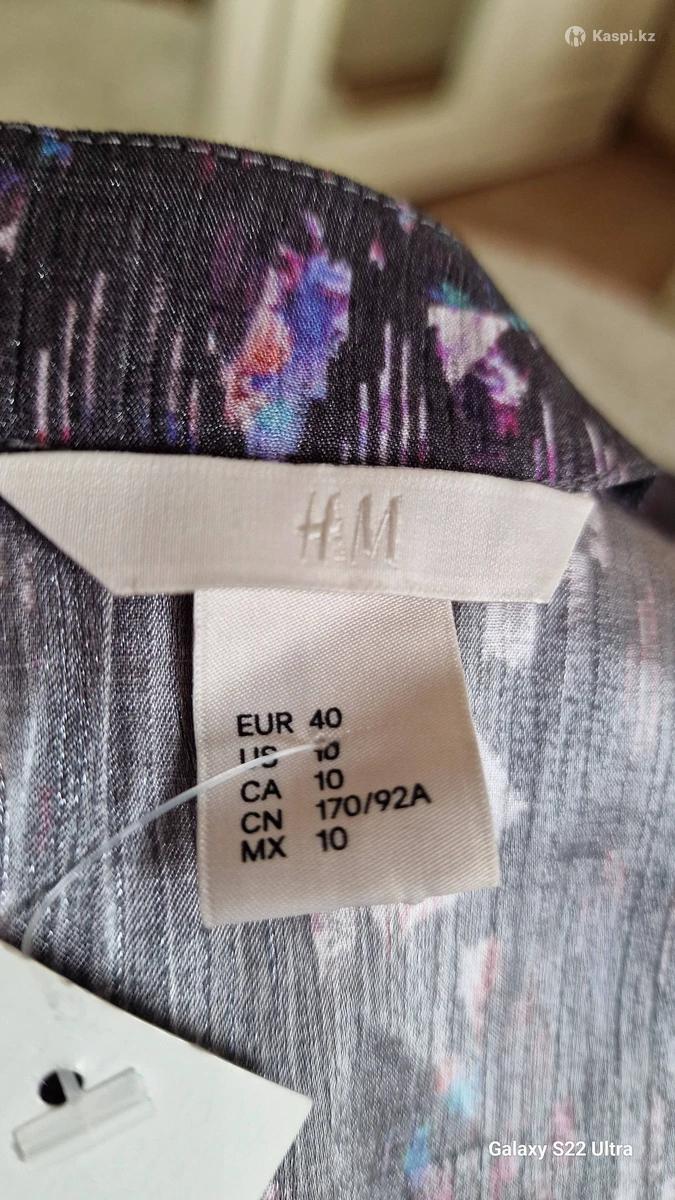 Kaspi.kz
H&M
EUR 40
US 10
CA 10
CN 170/92A
MX 10
Galaxy S22 Ultra